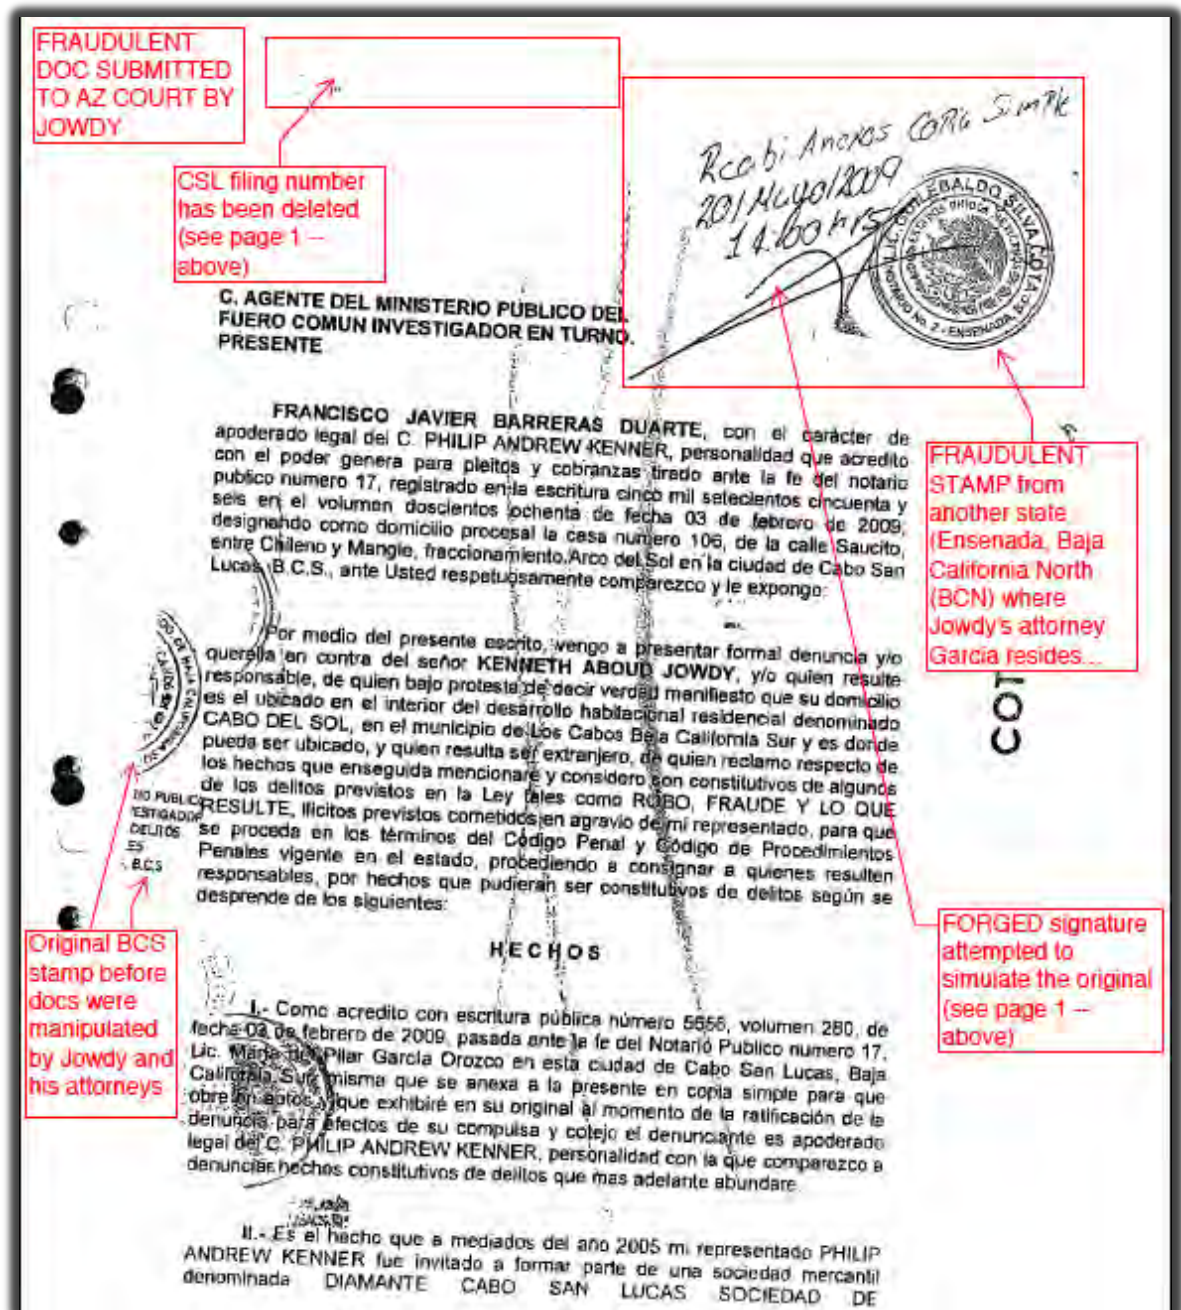 FRAUDULENT
DOC SUBMITTED
TO AZ COURT BY
JOWDY
CSL filing number
has been deleted
(see page 1 --
above)
Recabi Anexos Copia Simple
201 Mayo/2009
14:00 hrs
LIC. GUILEBALDO SILVA COTA
NOTARIO No. 2 - ENSENADA, B.C.
C. AGENTE DEL MINISTERIO PUBLICO DEL
FUERO COMUN INVESTIGADOR EN TURNO.
PRESENTE
FRANCISCO JAVIER BARRERAS DUARTE, con el carácter de
apoderado legal del C. PHILIP ANDREW KENNER, personalidad que acredito
con el poder genera para pleitos y cobranzas tirado ante la fe del notario
publico numero 17, registrado en la escritura cinco mil setecientos cincuenta y
seis en el volumen doscientos ochenta de fecha 03 de febrero de 2009,
designando como domicilio procesal la casa numero 106, de la calle Saucito,
entre Chileno y Mangle, fraccionamiento Arco del Sol en la ciudad de Cabo San
Lucas, B.C.S., ante Usted respetuosamente comparezco y le expongo:
FRAUDULENT
STAMP from
another state
(Ensenada, Baja
California North
(BCN) where
Jowdy's attorney
Garcia resides...
COT
Por medio del presente escrito, vengo a presentar formal denuncia y/o
querella en contra del señor KENNETH ABOUD JOWDY, y/o quien resulte
responsable, de quien bajo protesta de decir verdad manifiesto que su domicilio
es el ubicado en el interior del desarrollo habitacional residencial denominado
CABO DEL SOL, en el municipio de Los Cabos Baja California Sur y es donde
pueda ser ubicado, y quien resulta ser extranjero, de quien reclamo respecto de
los hechos que enseguida mencionare y considero son constitutivos de algunos
de los delitos previstos en la Ley tales como ROBO, FRAUDE Y LO QUE
RESULTE, ilicitos previstos cometidos en agravio de mi representado, para que
se proceda en los términos del Código Penal y Código de Procedimientos
Penales vigente en el estado, procediendo a consignar a quienes resulten
responsables, por hechos que pudieran ser constitutivos de delitos según se
desprende de los siguientes:
IO PUBLICO
ESTIGADOR
DELITOS
ES
B.C.S
Original BCS
stamp before
docs were
manipulated
by Jowdy and
his attorneys
FORGED signature
attempted to
simulate the original
(see page 1 --
above)
HECHOS
I.- Como acredito con escritura pública número 5656, volumen 280, de
fecha 03 de febrero de 2009, pasada ante la fe del Notario Publico numero 17,
Lic. María del Pilar García Orozco en esta ciudad de Cabo San Lucas, Baja
California Sur, misma que se anexa a la presente en copia simple para que
obre en autos y que exhibiré en su original al momento de la ratificación de la
denuncia para efectos de su compulsa y cotejo el denunciante es apoderado
legal del C. PHILIP ANDREW KENNER, personalidad con la que comparezco a
denunciar hechos constitutivos de delitos que mas adelante abundare
II.- Es el hecho que a mediados del ano 2005 mi representado PHILIP
ANDREW KENNER fue invitado a formar parte de una sociedad mercantil
denominada DIAMANTE CABO SAN LUCAS SOCIEDAD DE